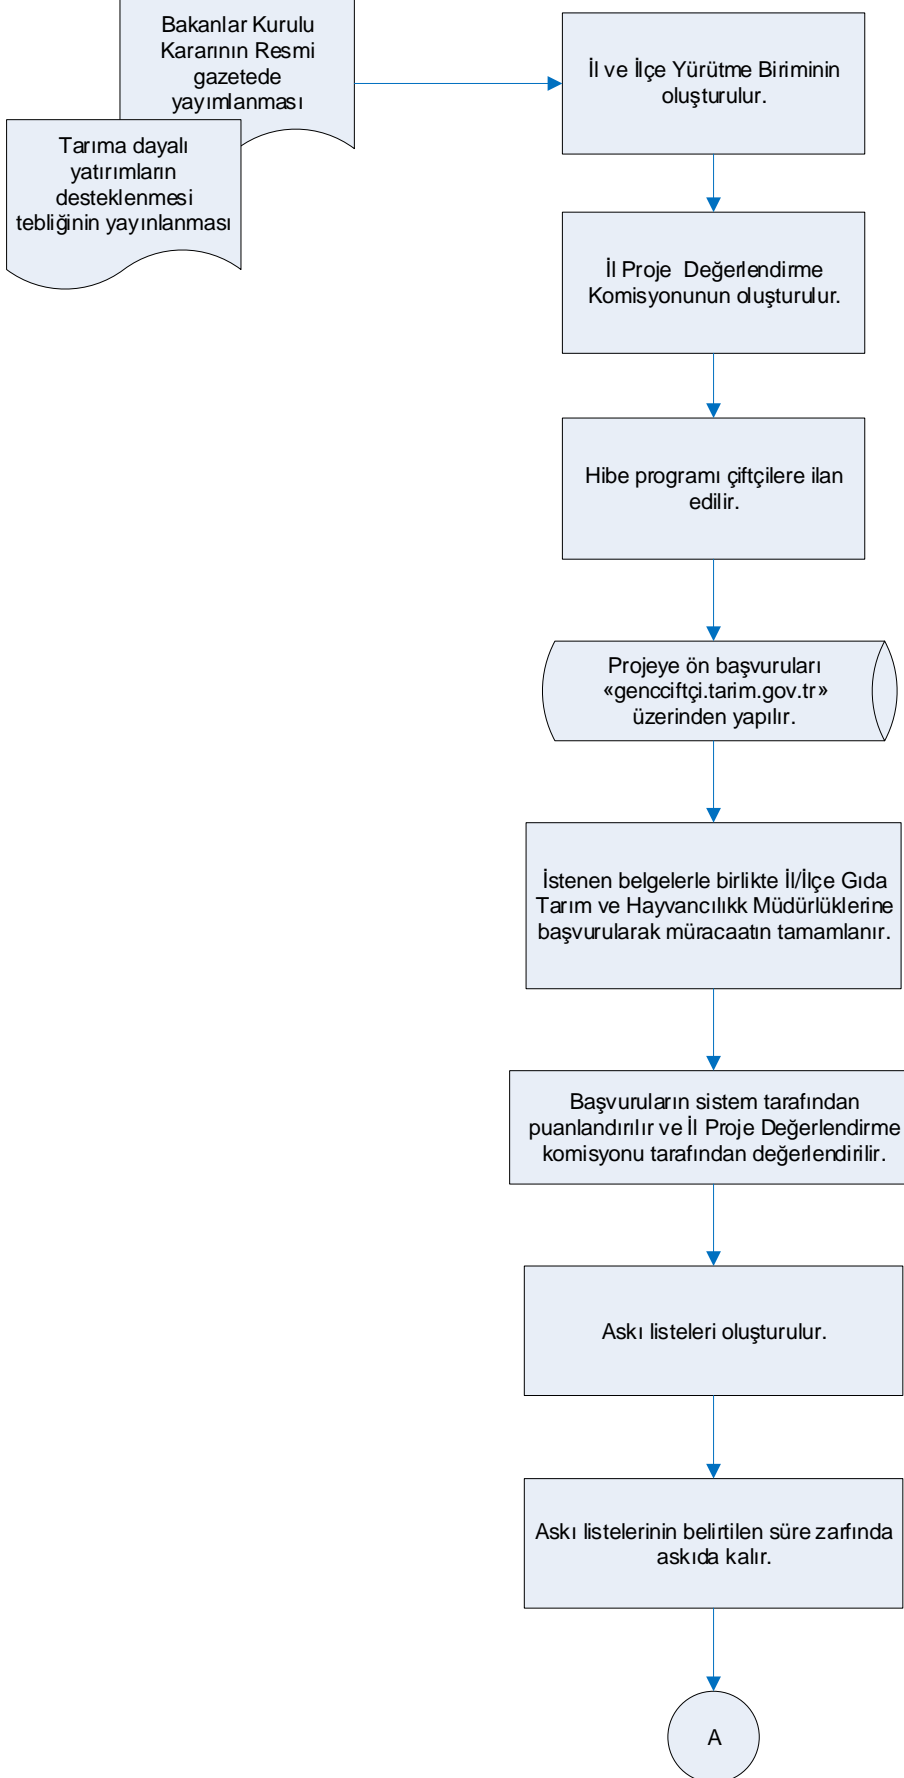 Bakanlar Kurulu
Kararının Resmi
gazetede
yayımlanması
Tarıma dayalı
yatırımların
desteklenmesi
tebliğinin yayınlanması
İl ve İlçe Yürütme Biriminin
oluşturulur.
İl Proje Değerlendirme
Komisyonunun oluşturulur.
Hibe programı çiftçilere ilan
edilir.
Projeye ön başvuruları
«gencciftçi.tarim.gov.tr»
üzerinden yapılır.
İstenen belgelerle birlikte İl/İlçe Gıda
Tarım ve Hayvancılıkk Müdürlüklerine
başvurularak müracaatın tamamlanır.
Başvuruların sistem tarafından
puanlandırılır ve İl Proje Değerlendirme
komisyonu tarafından değerlendirilir.
Askı listeleri oluşturulur.
Askı listelerinin belirtilen süre zarfında
askıda kalır.
A